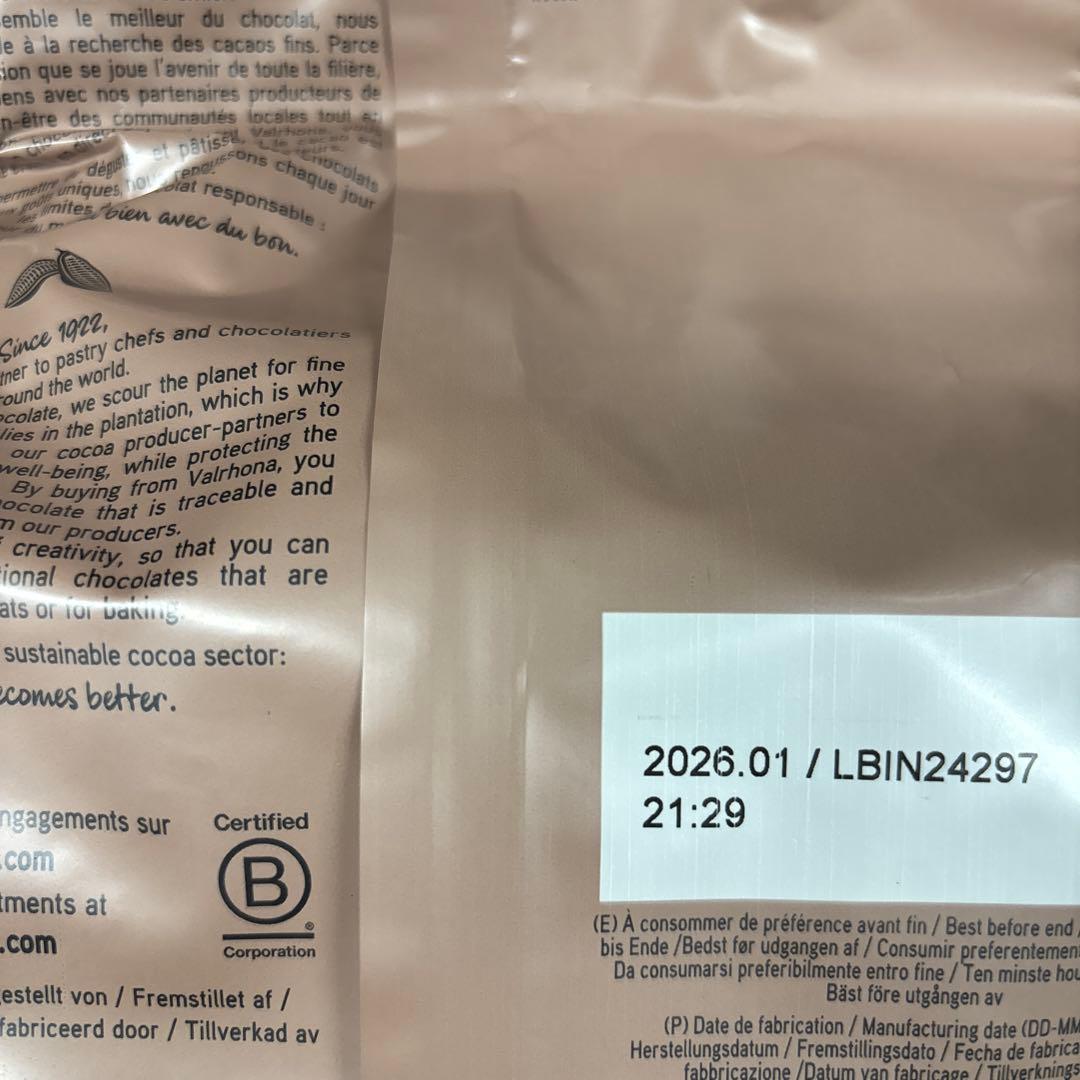 emble le meilleur du chocolat, nous
e à la recherche des cacaos fins. Parce
ion que se joue l'avenir de toute la filière,
ens avec nos partenaires producteurs de
n-être des communautés locales tout en
et pâtiss
chaque jour
uniques, nous
limites
responsable :
bien avec du bon.
Since 1922,
tner to pastry chefs and chocolatiers
round the world.
ocolate, we scour the planet for fine
lies in the plantation, which is why
our cocoa producer-partners to
well-being, while protecting the
By buying from Valrhona, you
ocolate that is traceable and
m our producers.
f creativity, so that you can
tional chocolates that are
ats or for baking.
sustainable cocoa sector:
ecomes better.
ngagements sur
.com
tments at
.com
Certified
B
®
Corporation
estellt von / Fremstillet af /
fabriceerd door / Tillverkad av
2026.01 / LBIN24297
21:29
(E) À consommer de préférence avant fin / Best before end /
bis Ende /Bedst før udgangen af / Consumir preferentemen
Da consumarsi preferibilmente entro fine / Ten minste hou
Bäst före utgången av
(P) Date de fabrication / Manufacturing date (DD-MM
Herstellungsdatum / Fremstillingsdato / Fecha de fabrica
fabbricazione /Datum van fabricage / Tillverknings